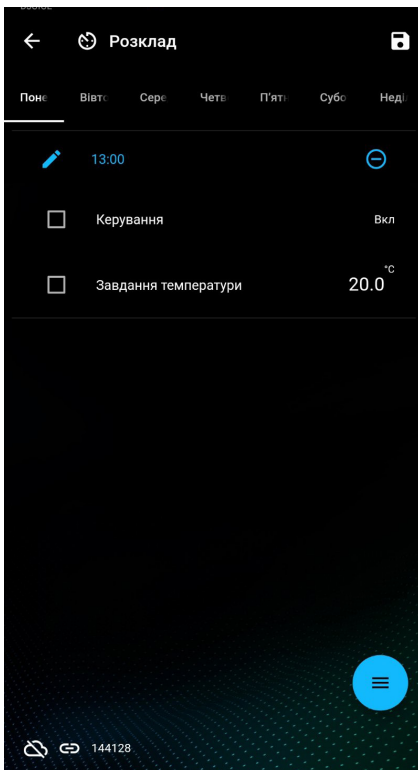 Розклад
Поне Вівто Сере Четв П'ятн Субо Неді
13:00
Керування Вкл
Завдання температури 20.0 °C
144128